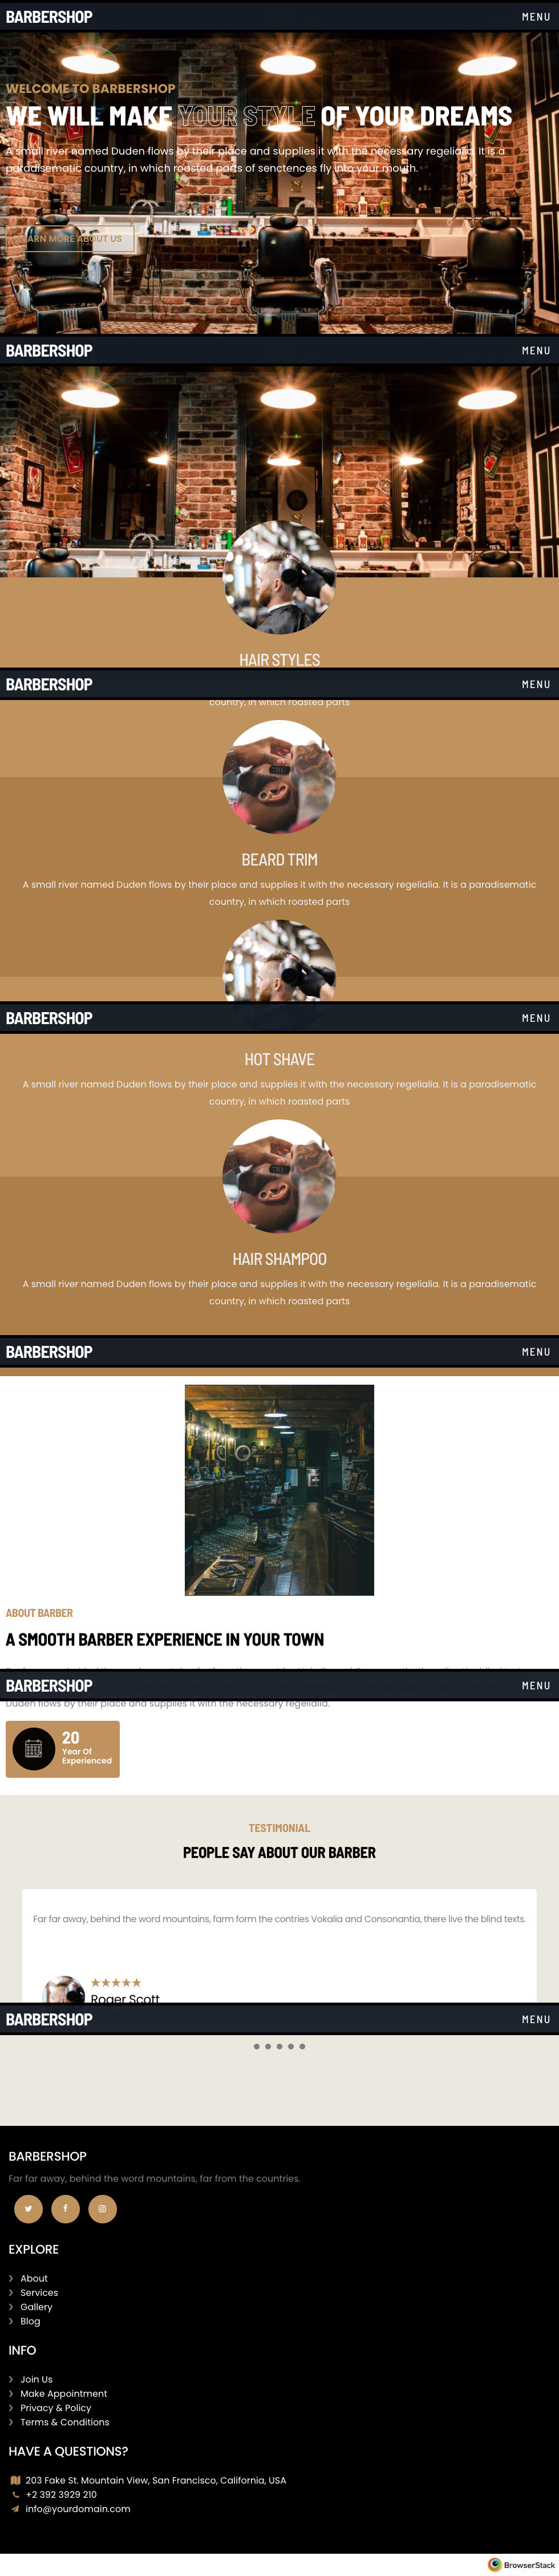 BARBERSHOP MENU
WELCOME TO BARBERSHOP
WE WILL MAKE YOUR STYLE OF YOUR DREAMS
A small river named Duden flows by their place and supplies it with the necessary regelialia. It is a
paradisematic country, in which roasted parts of senctences fly into your mouth.
LEARN MORE ABOUT US
BARBERSHOP MENU
HAIR STYLES
BARBERSHOP MENU
country, in which roasted parts
BEARD TRIM
A small river named Duden flows by their place and supplies it with the necessary regelialia. It is a paradisematic
country, in which roasted parts
BARBERSHOP MENU
HOT SHAVE
A small river named Duden flows by their place and supplies it with the necessary regelialia. It is a paradisematic
country, in which roasted parts
HAIR SHAMPOO
A small river named Duden flows by their place and supplies it with the necessary regelialia. It is a paradisematic
country, in which roasted parts
BARBERSHOP MENU
ABOUT BARBER
A SMOOTH BARBER EXPERIENCE IN YOUR TOWN
BARBERSHOP MENU
Duden flows by their place and supplies it with the necessary regelialia.
20
Year Of
Experienced
TESTIMONIAL
PEOPLE SAY ABOUT OUR BARBER
Far far away, behind the word mountains, farm form the contries Vokalia and Consonantia, there live the blind texts.
Roger Scott
BARBERSHOP MENU
BARBERSHOP
Far far away, behind the word mountains, far from the countries.
EXPLORE
About
Services
Gallery
Blog
INFO
Join Us
Make Appointment
Privacy & Policy
Terms & Conditions
HAVE A QUESTIONS?
203 Fake St. Mountain View, San Francisco, California, USA
+2 392 3929 210
info@yourdomain.com
BrowserStack